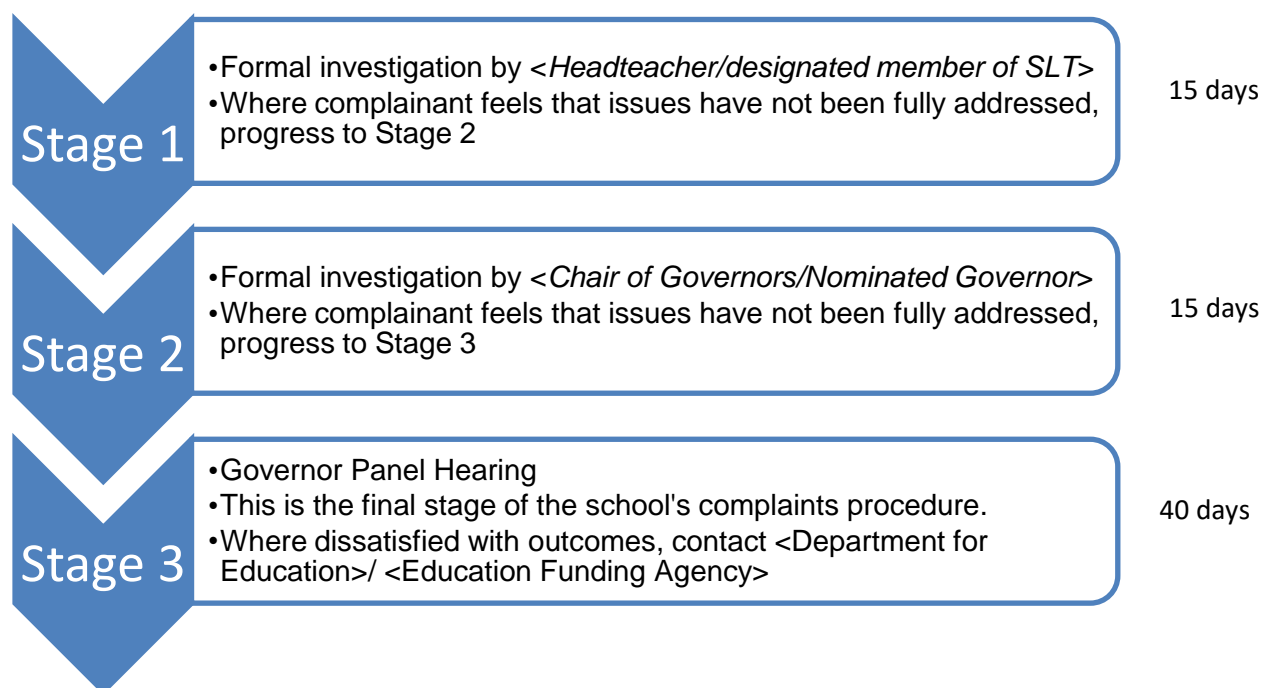 Stage 1
•Formal investigation by <Headteacher/designated member of SLT>
•Where complainant feels that issues have not been fully addressed,
progress to Stage 2
15 days
Stage 2
•Formal investigation by <Chair of Governors/Nominated Governor>
•Where complainant feels that issues have not been fully addressed,
progress to Stage 3
15 days
Stage 3
•Governor Panel Hearing
•This is the final stage of the school's complaints procedure.
•Where dissatisfied with outcomes, contact <Department for
Education>/ <Education Funding Agency>
40 days